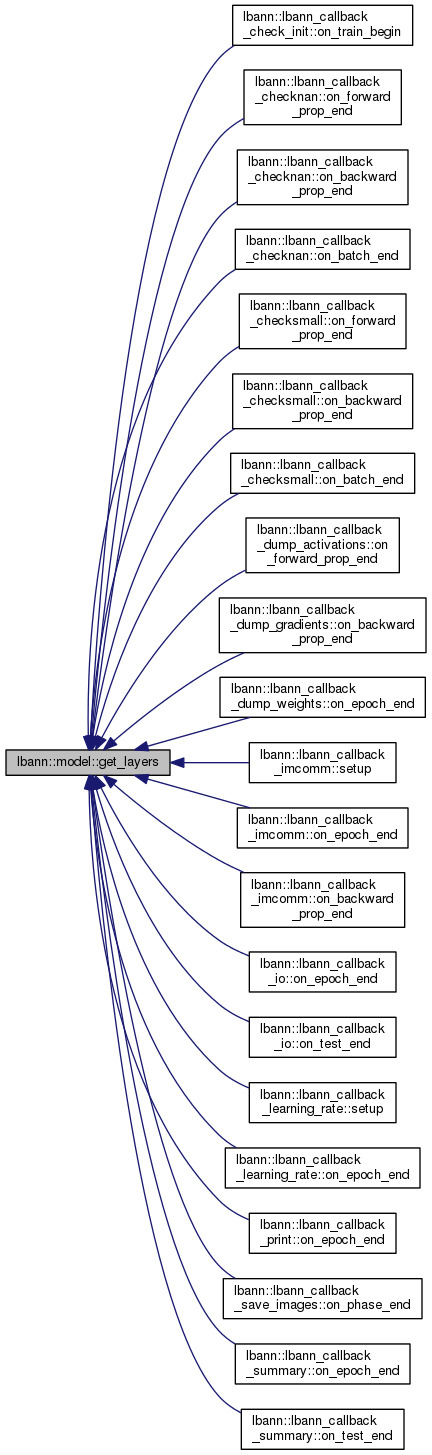 lbann::lbann_callback
_check_init::on_train_begin
lbann::lbann_callback
_checknan::on_forward
_prop_end
lbann::lbann_callback
_checknan::on_backward
_prop_end
lbann::lbann_callback
_checknan::on_batch_end
lbann::lbann_callback
_checksmall::on_forward
_prop_end
lbann::lbann_callback
_checksmall::on_backward
_prop_end
lbann::lbann_callback
_checksmall::on_batch_end
lbann::lbann_callback
_dump_activations::on
_forward_prop_end
lbann::lbann_callback
_dump_gradients::on_backward
_prop_end
lbann::lbann_callback
_dump_weights::on_epoch_end
lbann::model::get_layers
lbann::lbann_callback
_imcomm::setup
lbann::lbann_callback
_imcomm::on_epoch_end
lbann::lbann_callback
_imcomm::on_backward
_prop_end
lbann::lbann_callback
_io::on_epoch_end
lbann::lbann_callback
_io::on_test_end
lbann::lbann_callback
_learning_rate::setup
lbann::lbann_callback
_learning_rate::on_epoch_end
lbann::lbann_callback
_print::on_epoch_end
lbann::lbann_callback
_save_images::on_phase_end
lbann::lbann_callback
_summary::on_epoch_end
lbann::lbann_callback
_summary::on_test_end